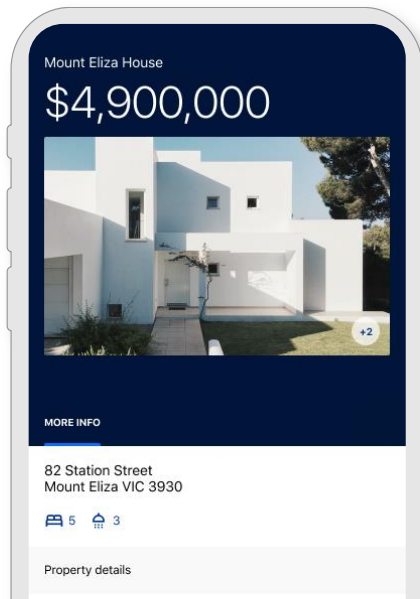 Mount Eliza House
$4,900,000
+2
MORE INFO
82 Station Street
Mount Eliza VIC 3930
5 3
Property details